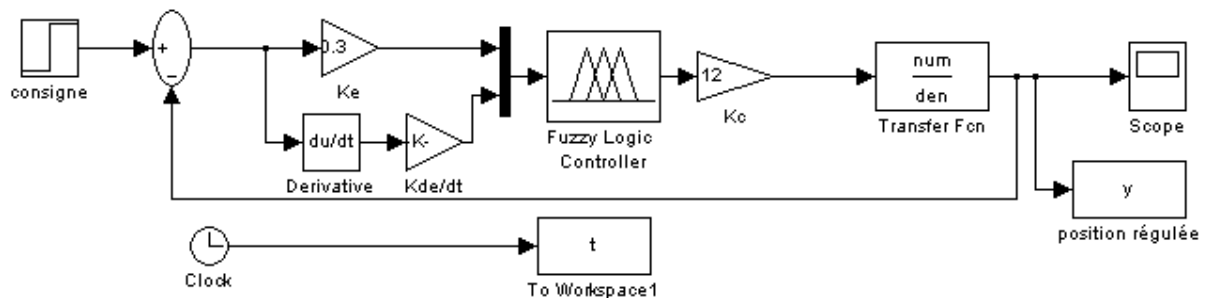 consigne
+
−
0.3
Ke
du/dt
Derivative
-K-
Kde/dt
Fuzzy Logic
Controller
12
Kc
num
den
Transfer Fcn
Scope
y
position régulée
Clock
t
To Workspace1